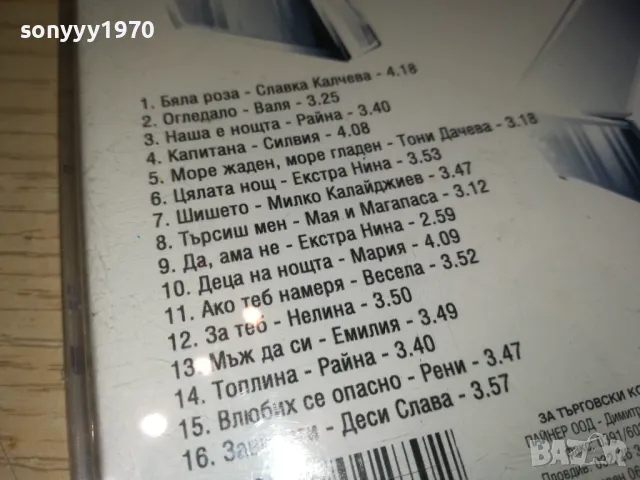 sonyyy1970
1. Бяла роза - Славка Калчева - 4.18
2. Огледало - Валя - 3.25
3. Наша е нощта - Райна - 3.40
4. Капитана - Силвия - 4.08
5. Море жаден, море гладен - Тони Дачева - 3.18
6. Цялата нощ - Екстра Нина - 3.53
7. Шишето - Милко Калайджиев - 3.47
8. Търсиш мен - Мая и Магапаса - 3.12
9. Да, ама не - Екстра Нина - 2.59
10. Деца на нощта - Мария - 4.09
11. Ако теб намеря - Весела - 3.52
12. За теб - Нелина - 3.50
13. Мъж да си - Емилия - 3.49
14. Топлина - Райна - 3.40
15. Влюбих се опасно - Рени - 3.47
16. - Деси Слава - 3.57
ЗА ТЪРГОВСКИ
ПАЙНЕР ООД -
Пловдив:
bazar